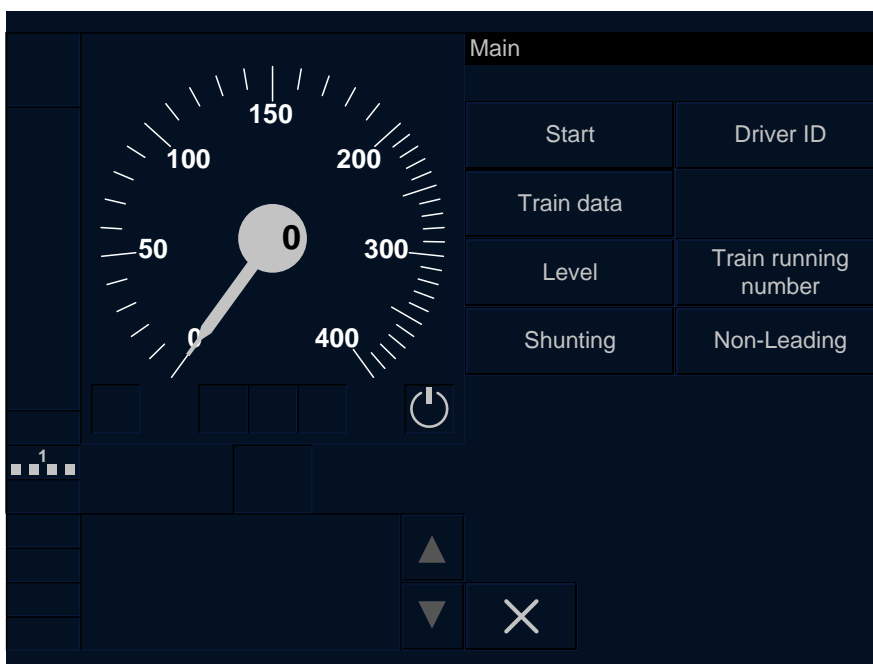 Main
150
100
200
50
0
300
0
400
Start
Driver ID
Train data
Level
Train running
number
Shunting
Non-Leading
1